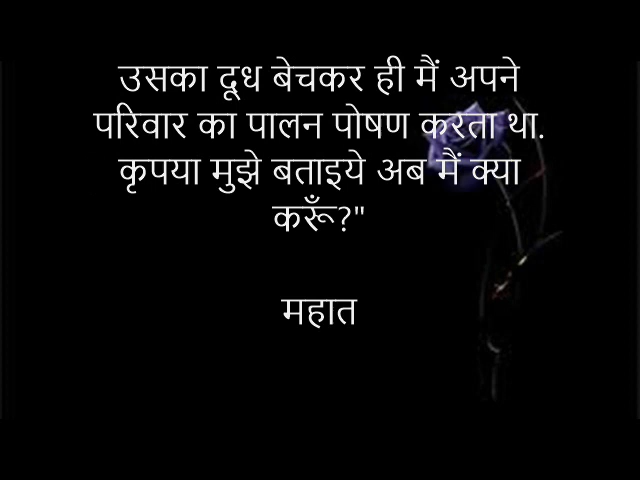 उसका दूध बेचकर ही मैं अपने
परिवार का पालन पोषण करता था.
कृपया मुझे बताइये अब मैं क्या
करूँ?"
महात